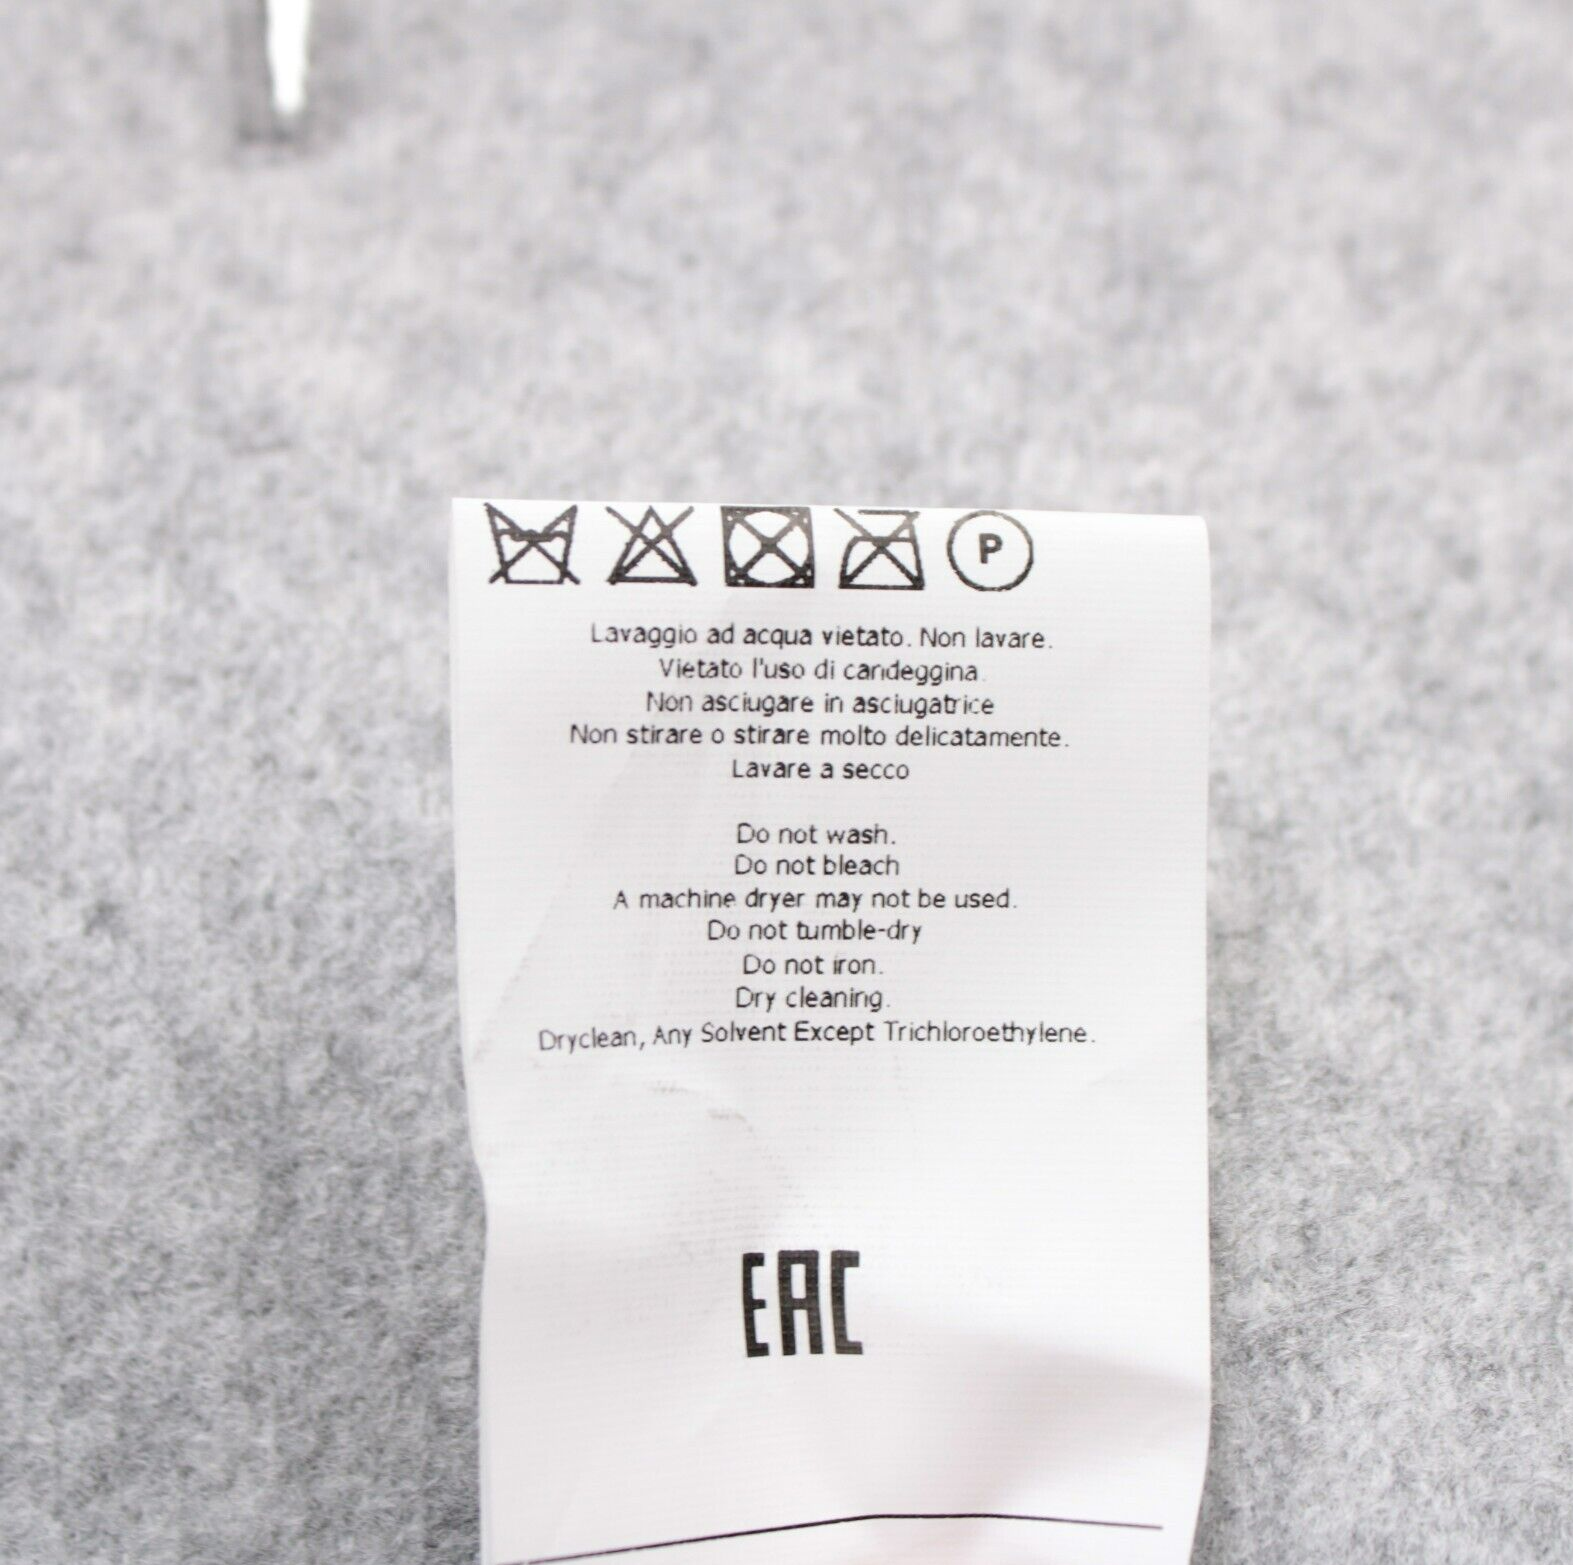 P
Lavaggio ad acqua vietato. Non lavare.
Vietato l'uso di candeggina.
Non asciugare in asciugatrice
Non stirare o stirare molto delicatamente.
Lavare a secco
Do not wash.
Do not bleach
A machine dryer may not be used.
Do not tumble-dry
Do not iron.
Dry cleaning.
Dryclean, Any Solvent Except Trichloroethylene.
EAC